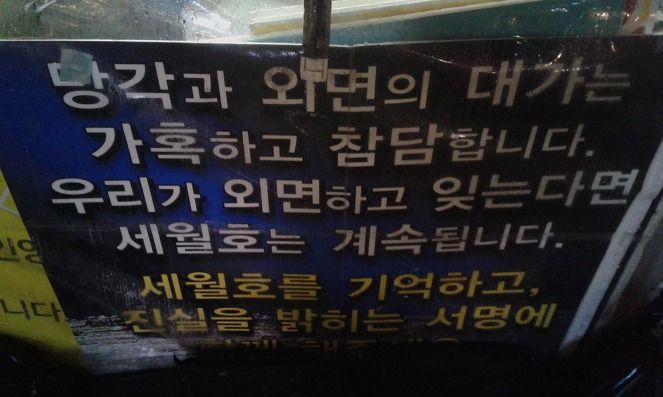 망각과 외면의 대가는
가혹하고 참담합니다.
우리가 외면하고 잊는다면
세월호는 계속됩니다.
세월호를 기억하고,
진실을 밝히는 서명에
니다